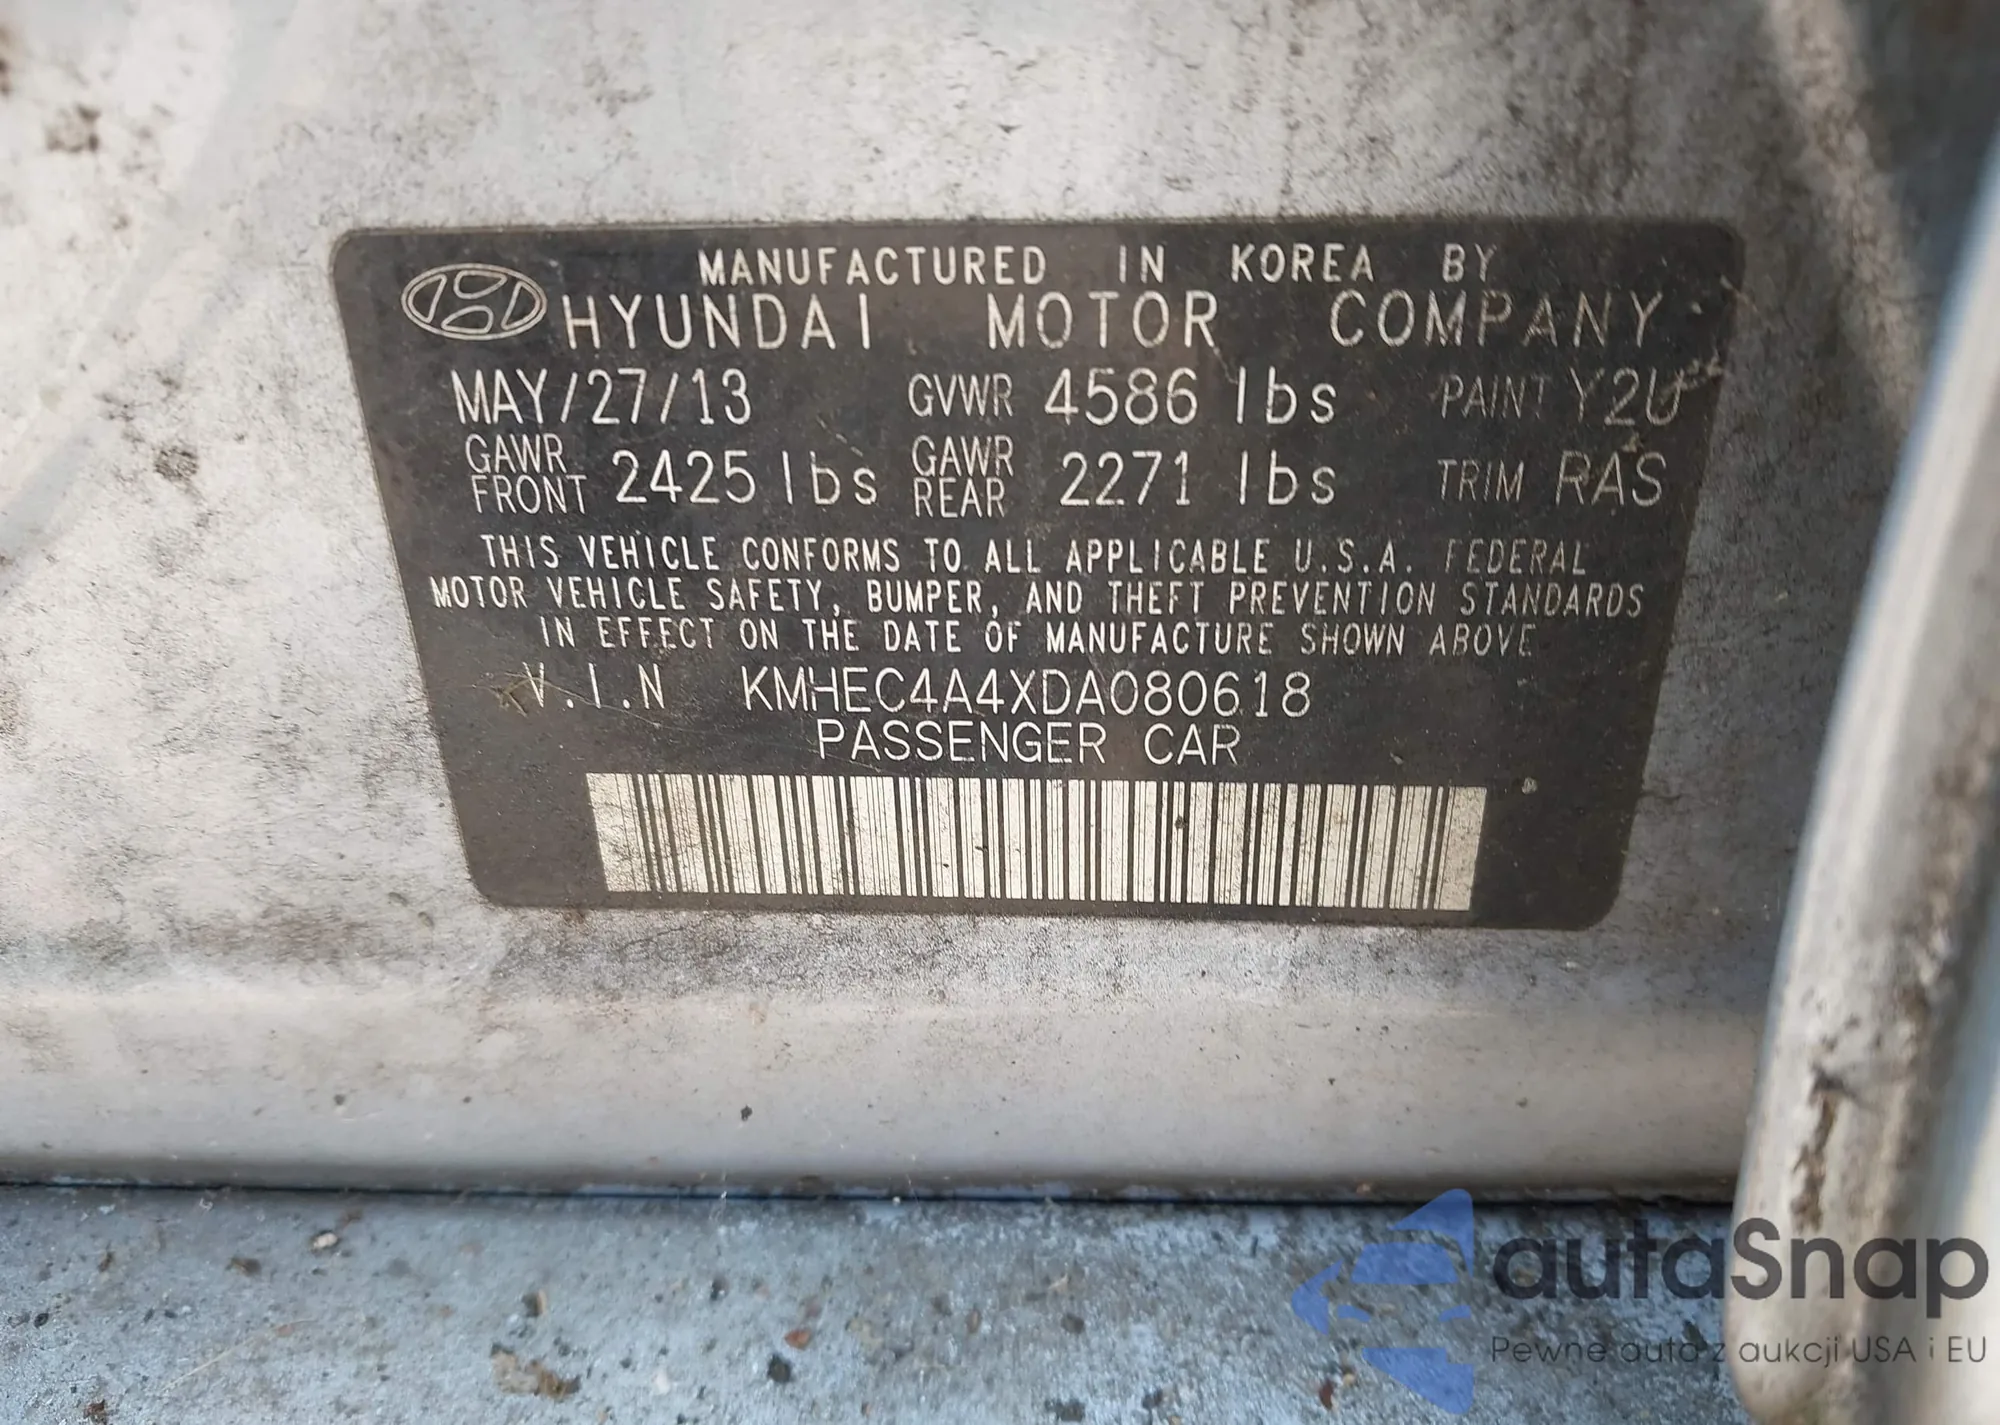 MANUFACTURED IN KOREA BY
HYUNDAI MOTOR COMPANY
MAY/27/13 GVWR 4586 lbs PAINT Y2U
GAWR FRONT 2425 lbs GAWR REAR 2271 lbs TRIM RAS
THIS VEHICLE CONFORMS TO ALL APPLICABLE U.S.A. FEDERAL
MOTOR VEHICLE SAFETY, BUMPER, AND THEFT PREVENTION STANDARDS
IN EFFECT ON THE DATE OF MANUFACTURE SHOWN ABOVE
V.I.N KMHEC4A4XDA080618
PASSENGER CAR
autaSnap
Pewne auta z aukcji USA i EU